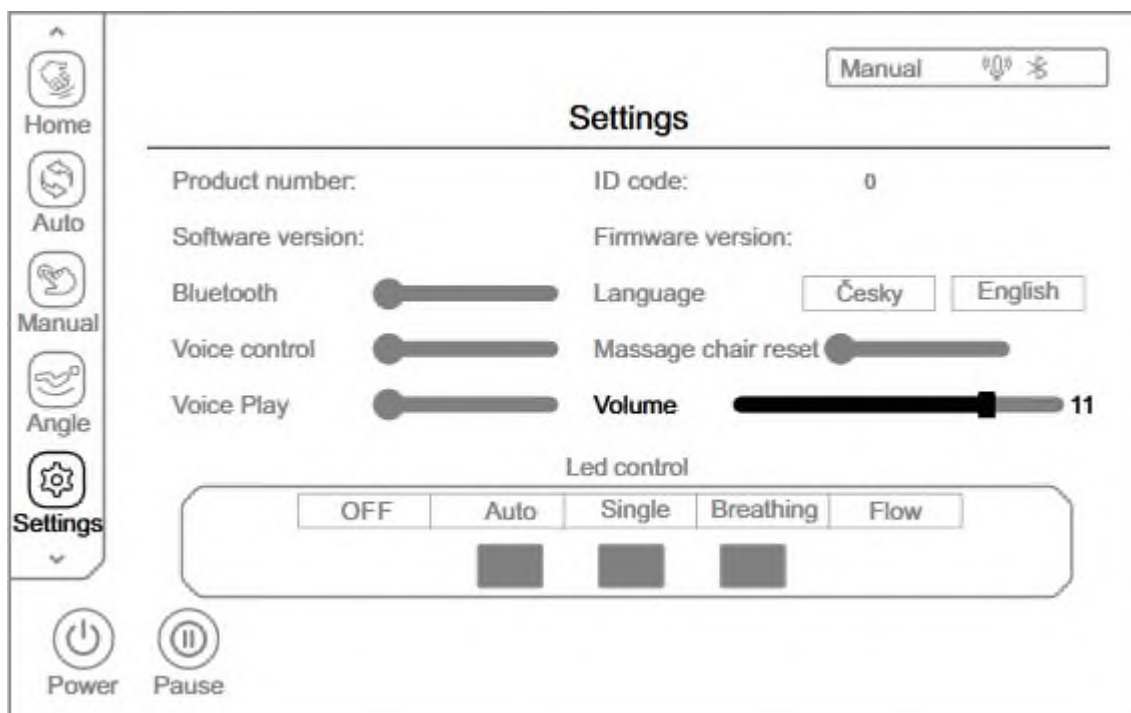 Manual
Settings
Home
Auto
Manual
Angle
Settings
Product number:
ID code: 0
Software version:
Firmware version:
Bluetooth
Language Česky English
Voice control
Massage chair reset
Voice Play
Volume 11
Led control
OFF Auto Single Breathing Flow
Power
Pause